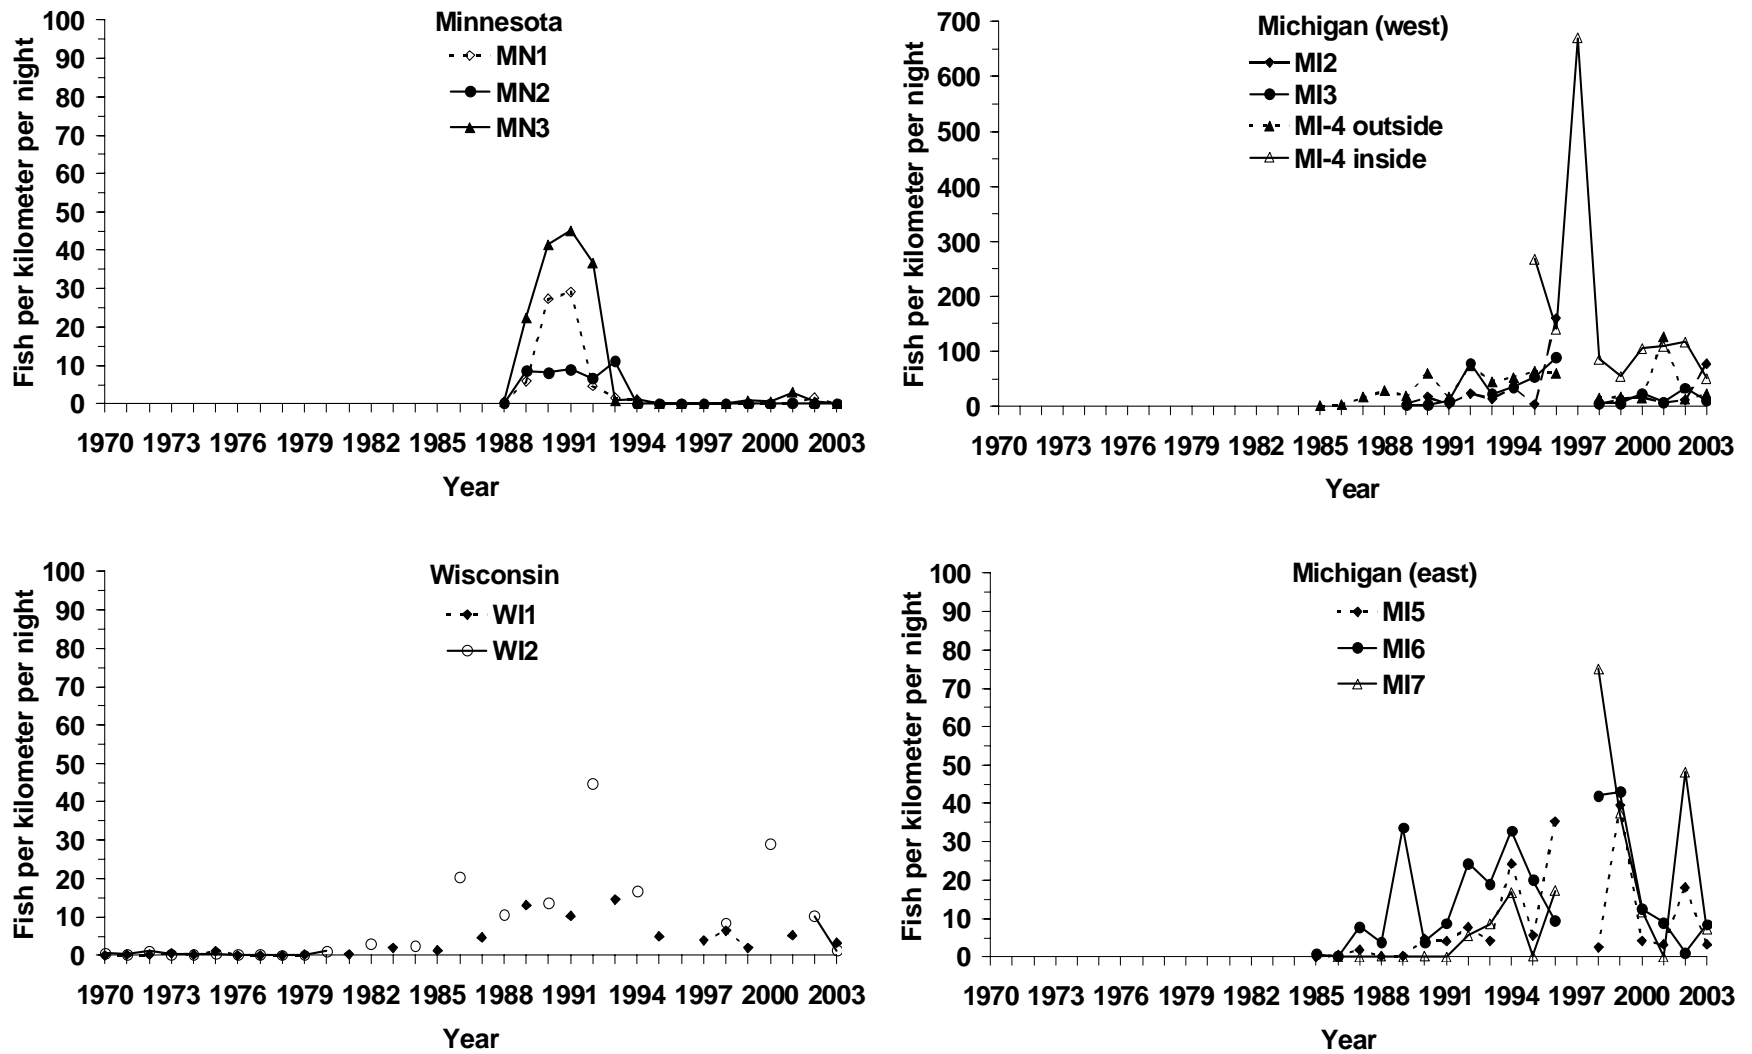 Minnesota
MN1
MN2
MN3
Fish per kilometer per night
100
90
80
70
60
50
40
30
20
10
0
1970 1973 1976 1979 1982 1985 1988 1991 1994 1997 2000 2003
Year
Michigan (west)
MI2
MI3
MI-4 outside
MI-4 inside
Fish per kilometer per night
700
600
500
400
300
200
100
0
1970 1973 1976 1979 1982 1985 1988 1991 1994 1997 2000 2003
Year
Wisconsin
WI1
WI2
Fish per kilometer per night
100
90
80
70
60
50
40
30
20
10
0
1970 1973 1976 1979 1982 1985 1988 1991 1994 1997 2000 2003
Year
Michigan (east)
MI5
MI6
MI7
Fish per kilometer per night
100
90
80
70
60
50
40
30
20
10
0
1970 1973 1976 1979 1982 1985 1988 1991 1994 1997 2000 2003
Year